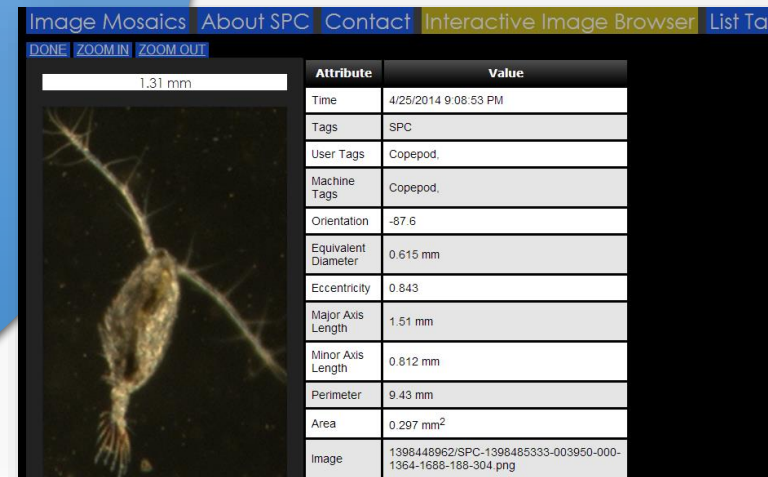 Image Mosaics About SPC Contact Interactive Image Browser List Ta
DONE ZOOM IN ZOOM OUT
1.31 mm
Attribute Value
Time 4/25/2014 9:08:53 PM
Tags SPC
User Tags Copepod,
Machine
Tags Copepod,
Orientation -87.6
Equivalent
Diameter 0.615 mm
Eccentricity 0.843
Major Axis
Length 1.51 mm
Minor Axis
Length 0.812 mm
Perimeter 9.43 mm
Area 0.297 mm2
Image 1398448962/SPC-1398485333-003950-000-
1364-1688-188-304.png